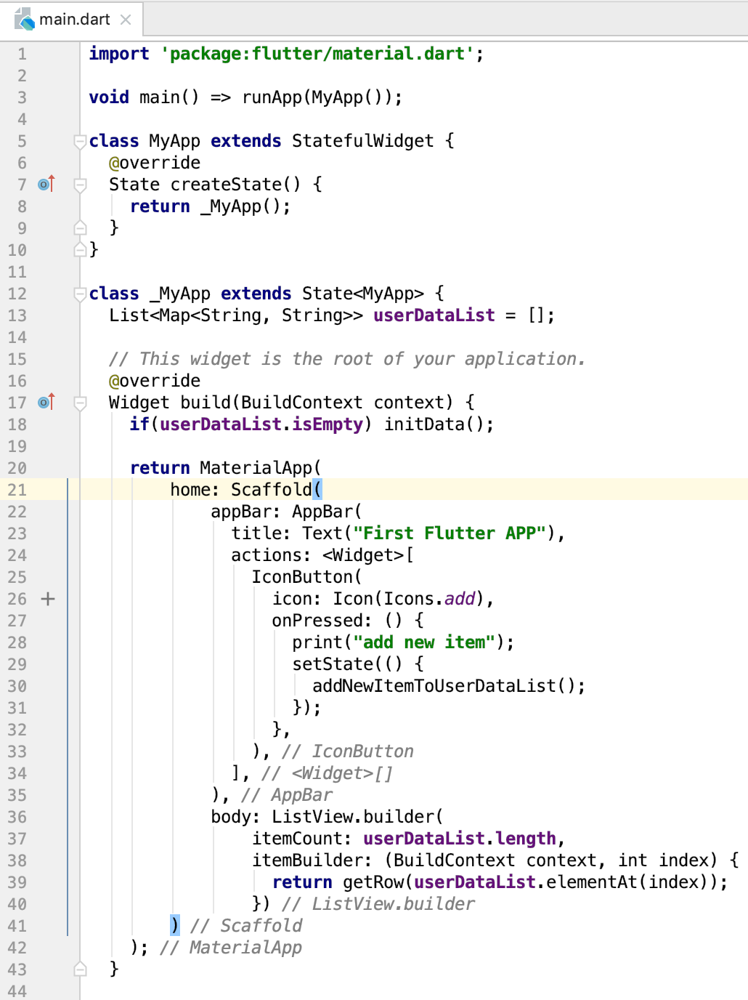 main.dart
1 import 'package:flutter/material.dart';
2
3 void main() => runApp(MyApp());
4
5 class MyApp extends StatefulWidget {
6   @override
7   State createState() {
8     return _MyApp();
9   }
10 }
11
12 class _MyApp extends State<MyApp> {
13   List<Map<String, String>> userDataList = [];
14
15   // This widget is the root of your application.
16   @override
17   Widget build(BuildContext context) {
18     if(userDataList.isEmpty) initData();
19
20     return MaterialApp(
21         home: Scaffold(
22             appBar: AppBar(
23               title: Text("First Flutter APP"),
24               actions: <Widget>[
25                 IconButton(
26                   icon: Icon(Icons.add),
27                   onPressed: () {
28                     print("add new item");
29                     setState(() {
30                       addNewItemToUserDataList();
31                     });
32                   },
33                 ), // IconButton
34               ], // <Widget>[]
35             ), // AppBar
36             body: ListView.builder(
37                 itemCount: userDataList.length,
38                 itemBuilder: (BuildContext context, int index) {
39                   return getRow(userDataList.elementAt(index));
40                 }) // ListView.builder
41         ) // Scaffold
42     ); // MaterialApp
43   }
44